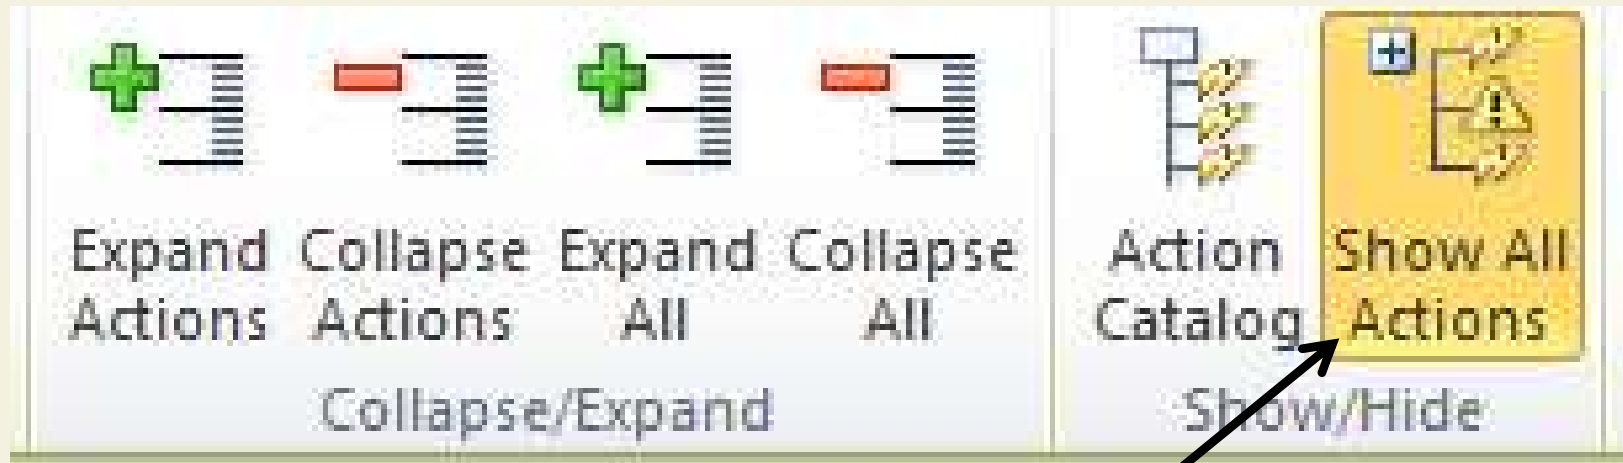 Expand Actions
Collapse Actions
Expand All
Collapse All
Action Catalog
Show All Actions
Collapse/Expand
Show/Hide